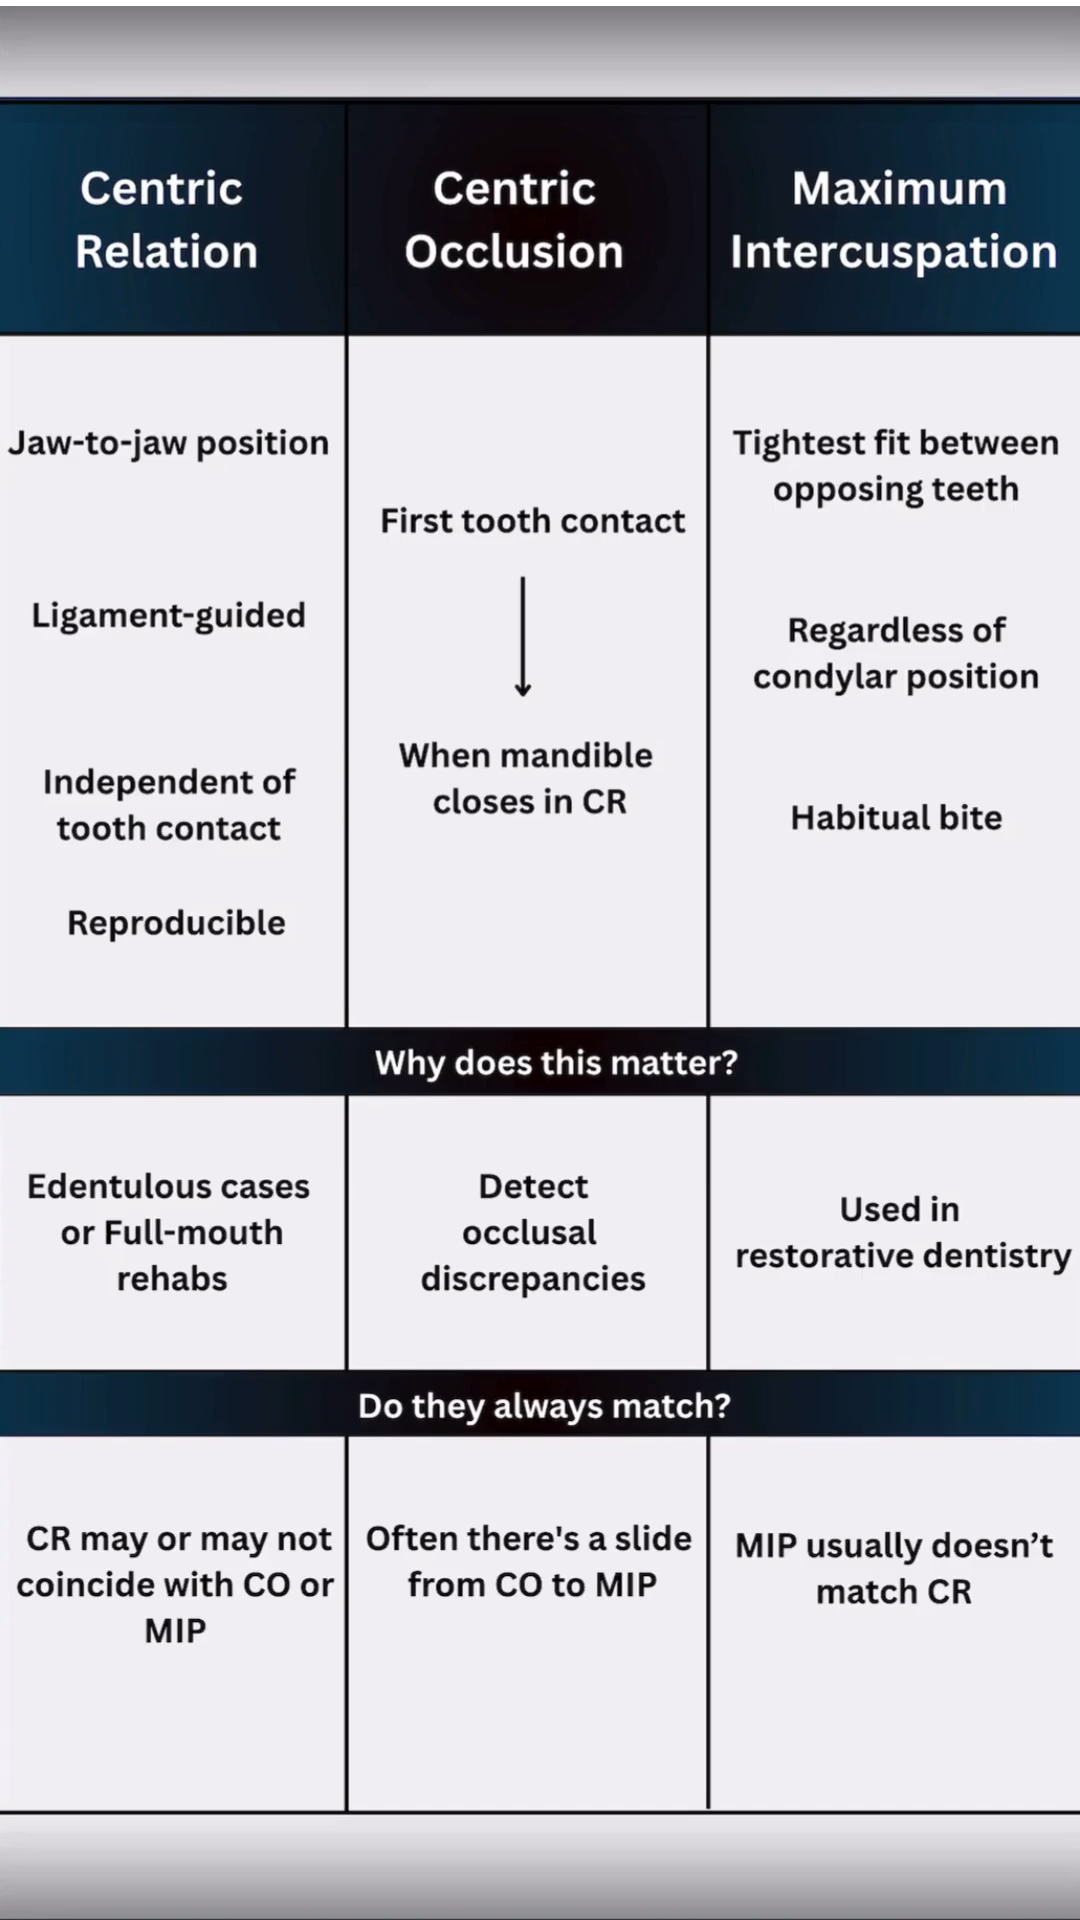 Centric
Relation
Centric
Occlusion
Maximum
Intercuspation
Jaw-to-jaw position
Ligament-guided
Independent of
tooth contact
Reproducible
First tooth contact
When mandible
closes in CR
Tightest fit between
opposing teeth
Regardless of
condylar position
Habitual bite
Why does this matter?
Edentulous cases
or Full-mouth
rehabs
Detect
occlusal
discrepancies
Used in
restorative dentistry
Do they always match?
CR may or may not
coincide with CO or
MIP
Often there's a slide
from CO to MIP
MIP usually doesn’t
match CR